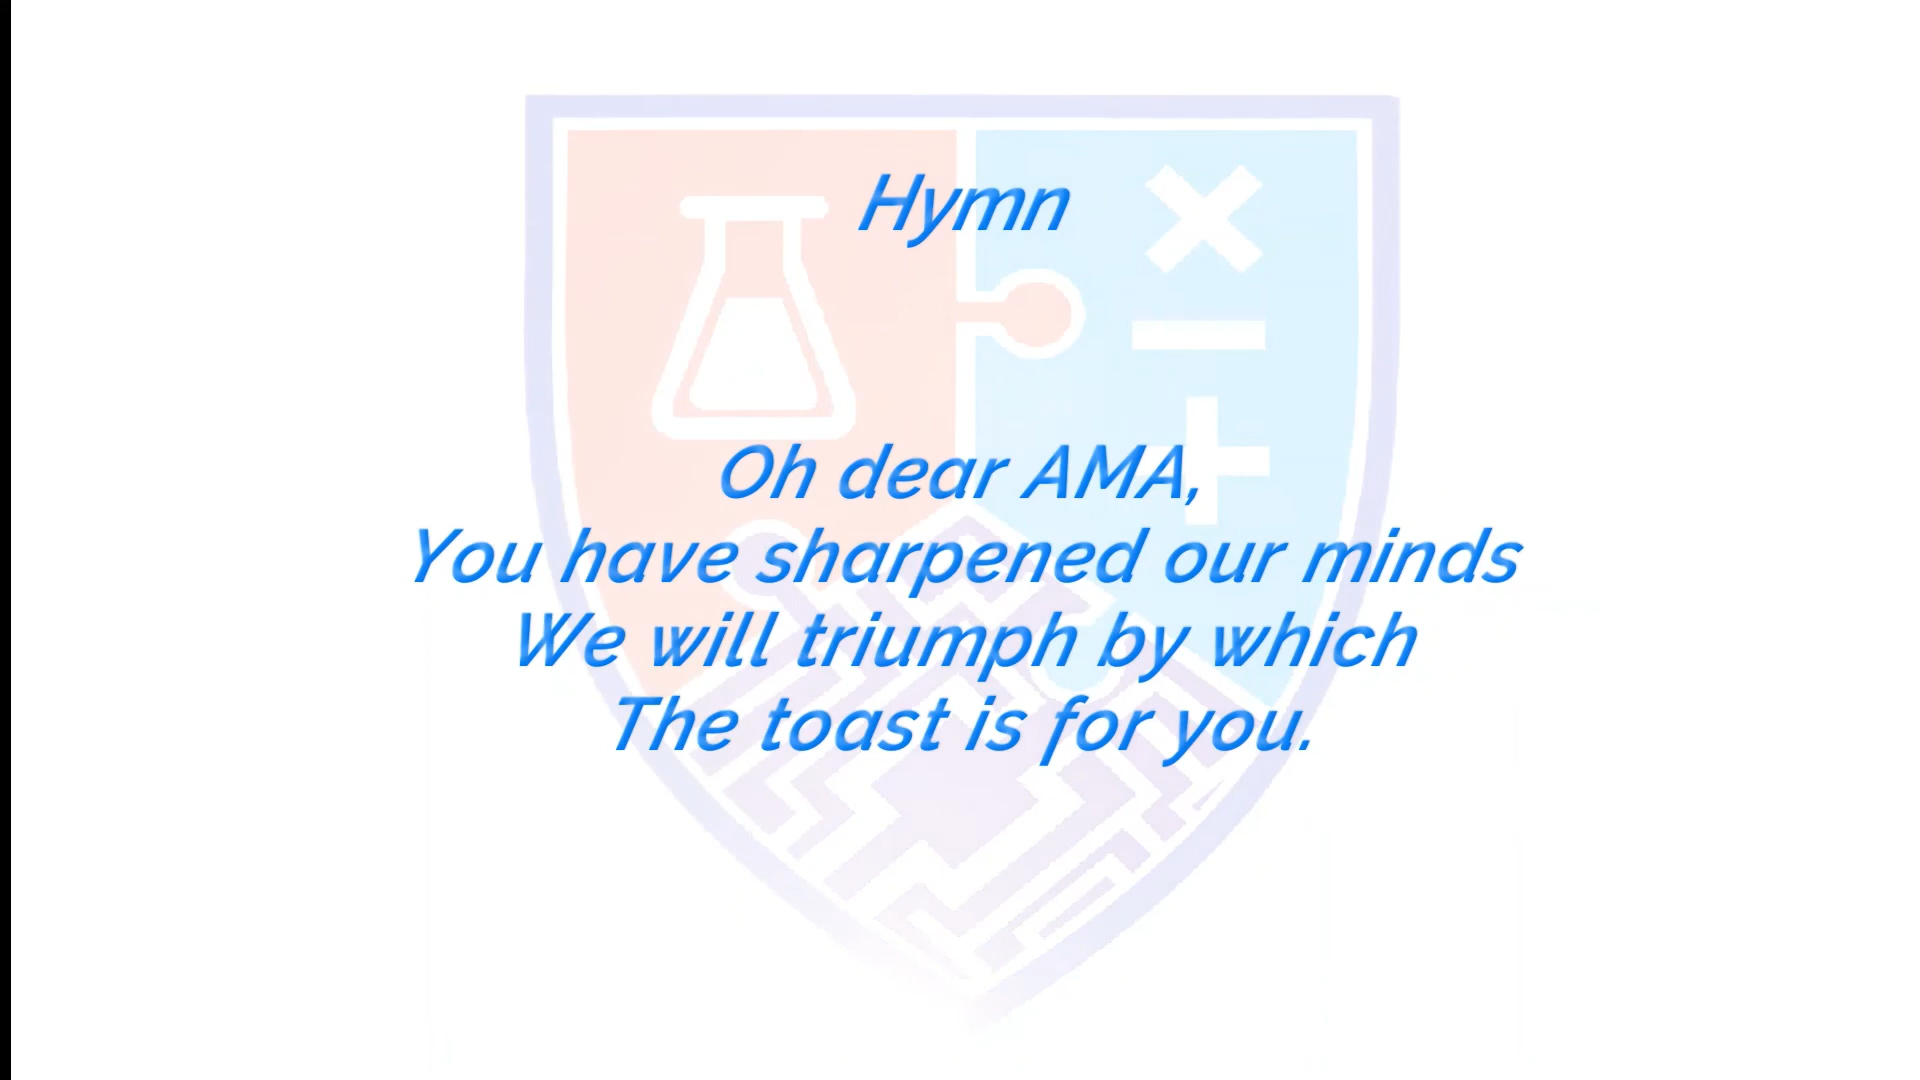 Hymn
Oh dear AMA,
You have sharpened our minds
We will triumph by which
The toast is for you.